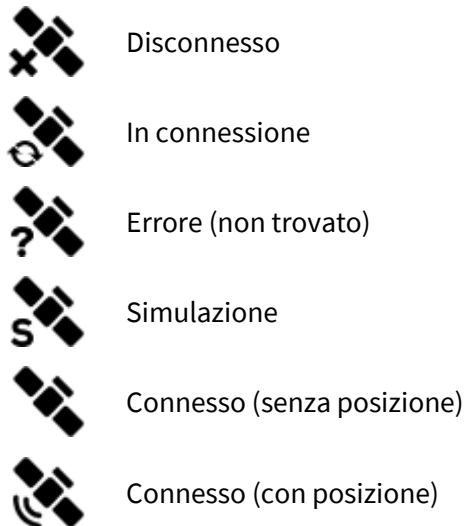 Disconnesso
In connessione
Errore (non trovato)
Simulazione
Connesso (senza posizione)
Connesso (con posizione)